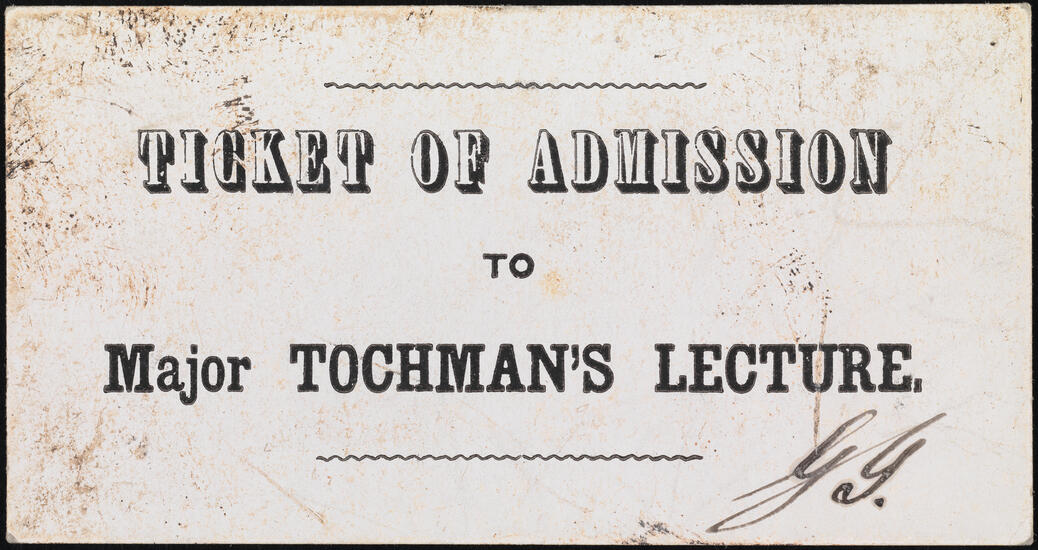 TICKET OF ADMISSION
TO
Major TOCHMAN'S LECTURE.